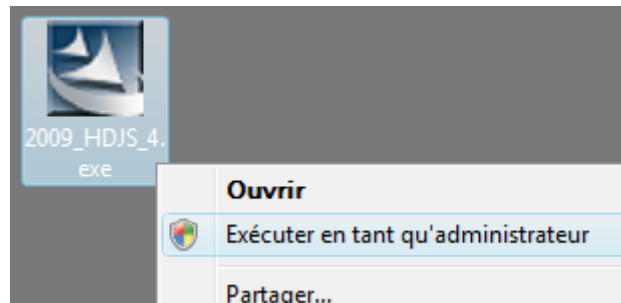 2009_HDJS_4.
exe
Ouvrir
Exécuter en tant qu'administrateur
Partager...